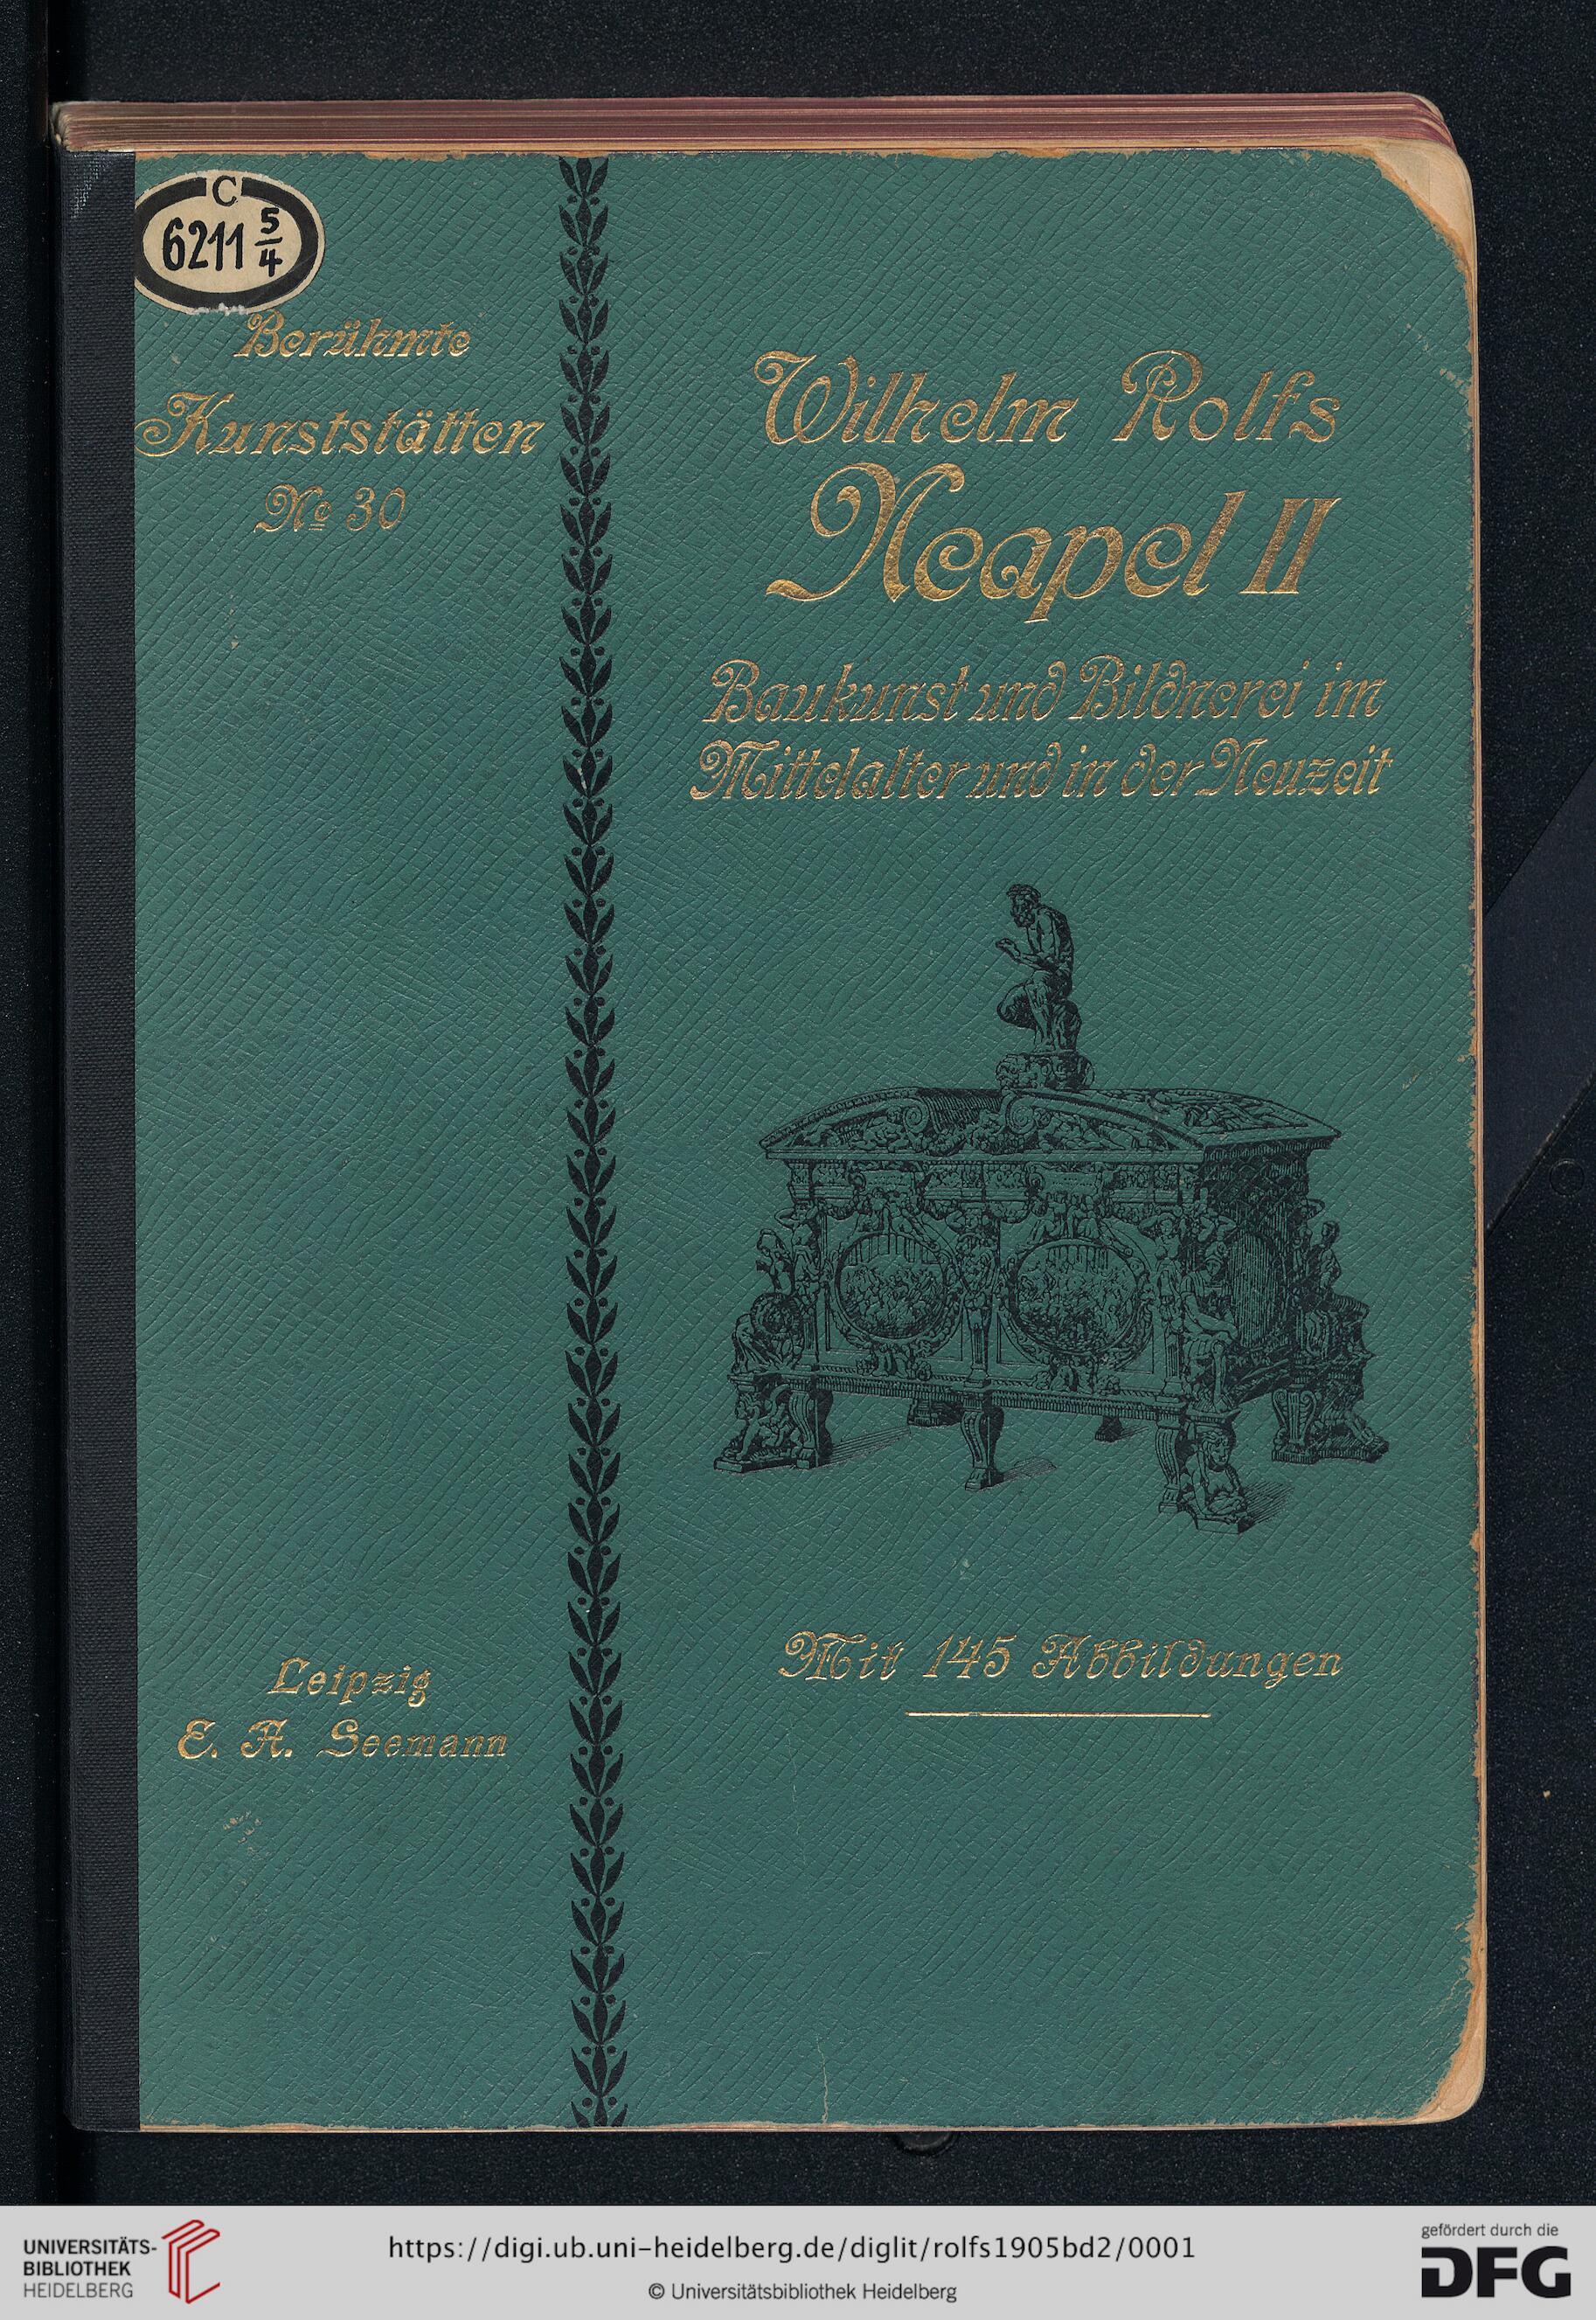 C
6211 5/4
Berühmte
Kunststätten
No 30
Wilhelm Rolfs
Neapel II
Baukunst und Bildnerei im
Mittelalter und in der Neuzeit
Mit 145 Abbildungen
Leipzig
E. A. Seemann
UNIVERSITÄTS-
BIBLIOTHEK
HEIDELBERG
https://digi.ub.uni-heidelberg.de/diglit/rolfs1905bd2/0001
© Universitätsbibliothek Heidelberg
gefördert durch die
DFG